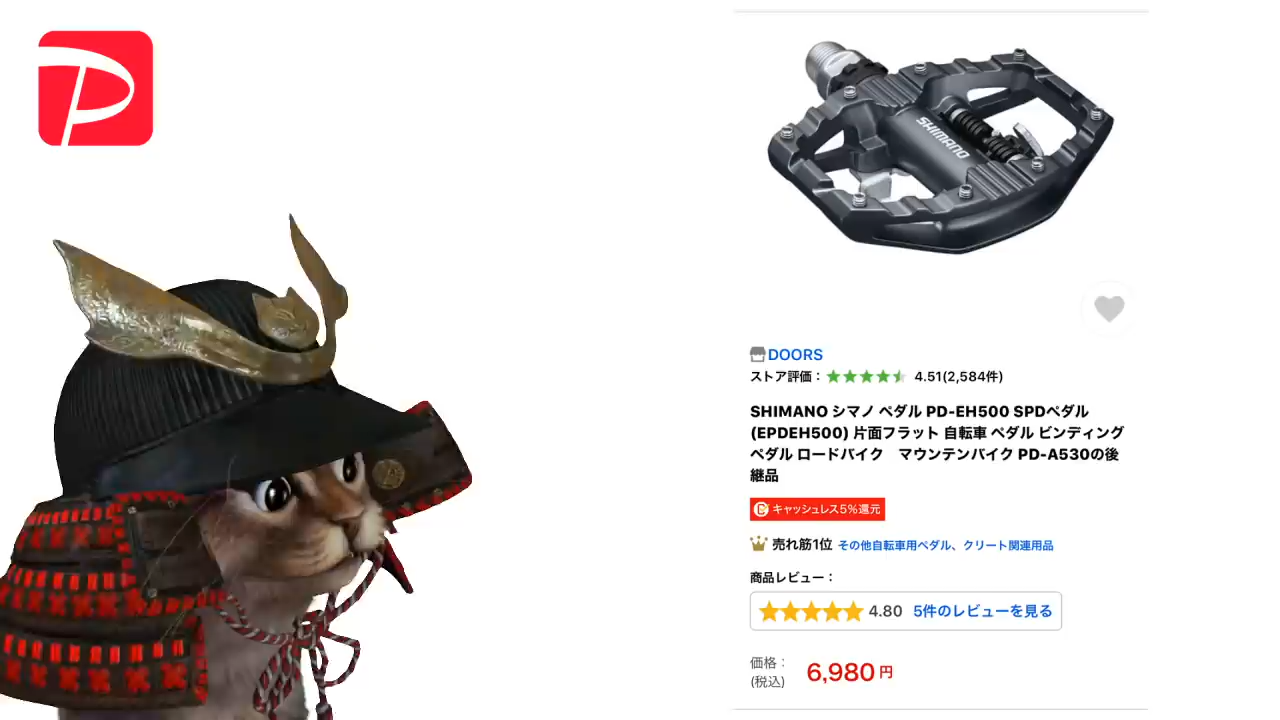 SHIMANO
DOORS
ストア評価： 4.51(2,584件)
SHIMANO シマノ ペダル PD-EH500 SPDペダル
(EPDEH500) 片面フラット 自転車 ペダル ビンディング
ペダル ロードバイク　マウンテンバイク PD-A530の後
継品
キャッシュレス5%還元
売れ筋1位 その他自転車用ペダル、クリート関連用品
商品レビュー：
4.80 5件のレビューを見る
価格：
(税込) 6,980円